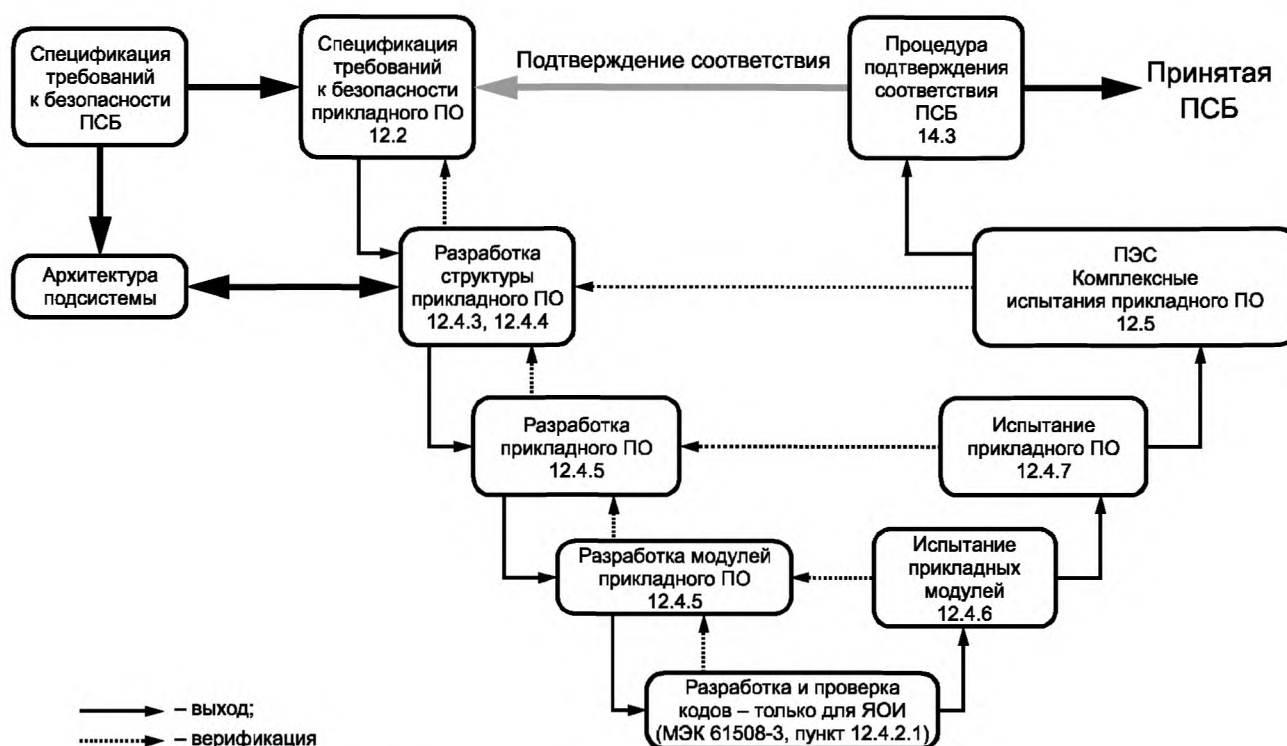 Спецификация
требований
к безопасности
ПСБ
Спецификация
требований
к безопасности
прикладного ПО
12.2
Подтверждение соответствия
Процедура
подтверждения
соответствия
ПСБ
14.3
Принятая
ПСБ
Архитектура
подсистемы
Разработка
структуры
прикладного ПО
12.4.3, 12.4.4
ПЭС
Комплексные
испытания прикладного ПО
12.5
Разработка
прикладного ПО
12.4.5
Испытание
прикладного ПО
12.4.7
Разработка модулей
прикладного ПО
12.4.5
Испытание
прикладных
модулей
12.4.6
Разработка и проверка
кодов – только для ЯОИ
(МЭК 61508-3, пункт 12.4.2.1)
– выход;
– верификация